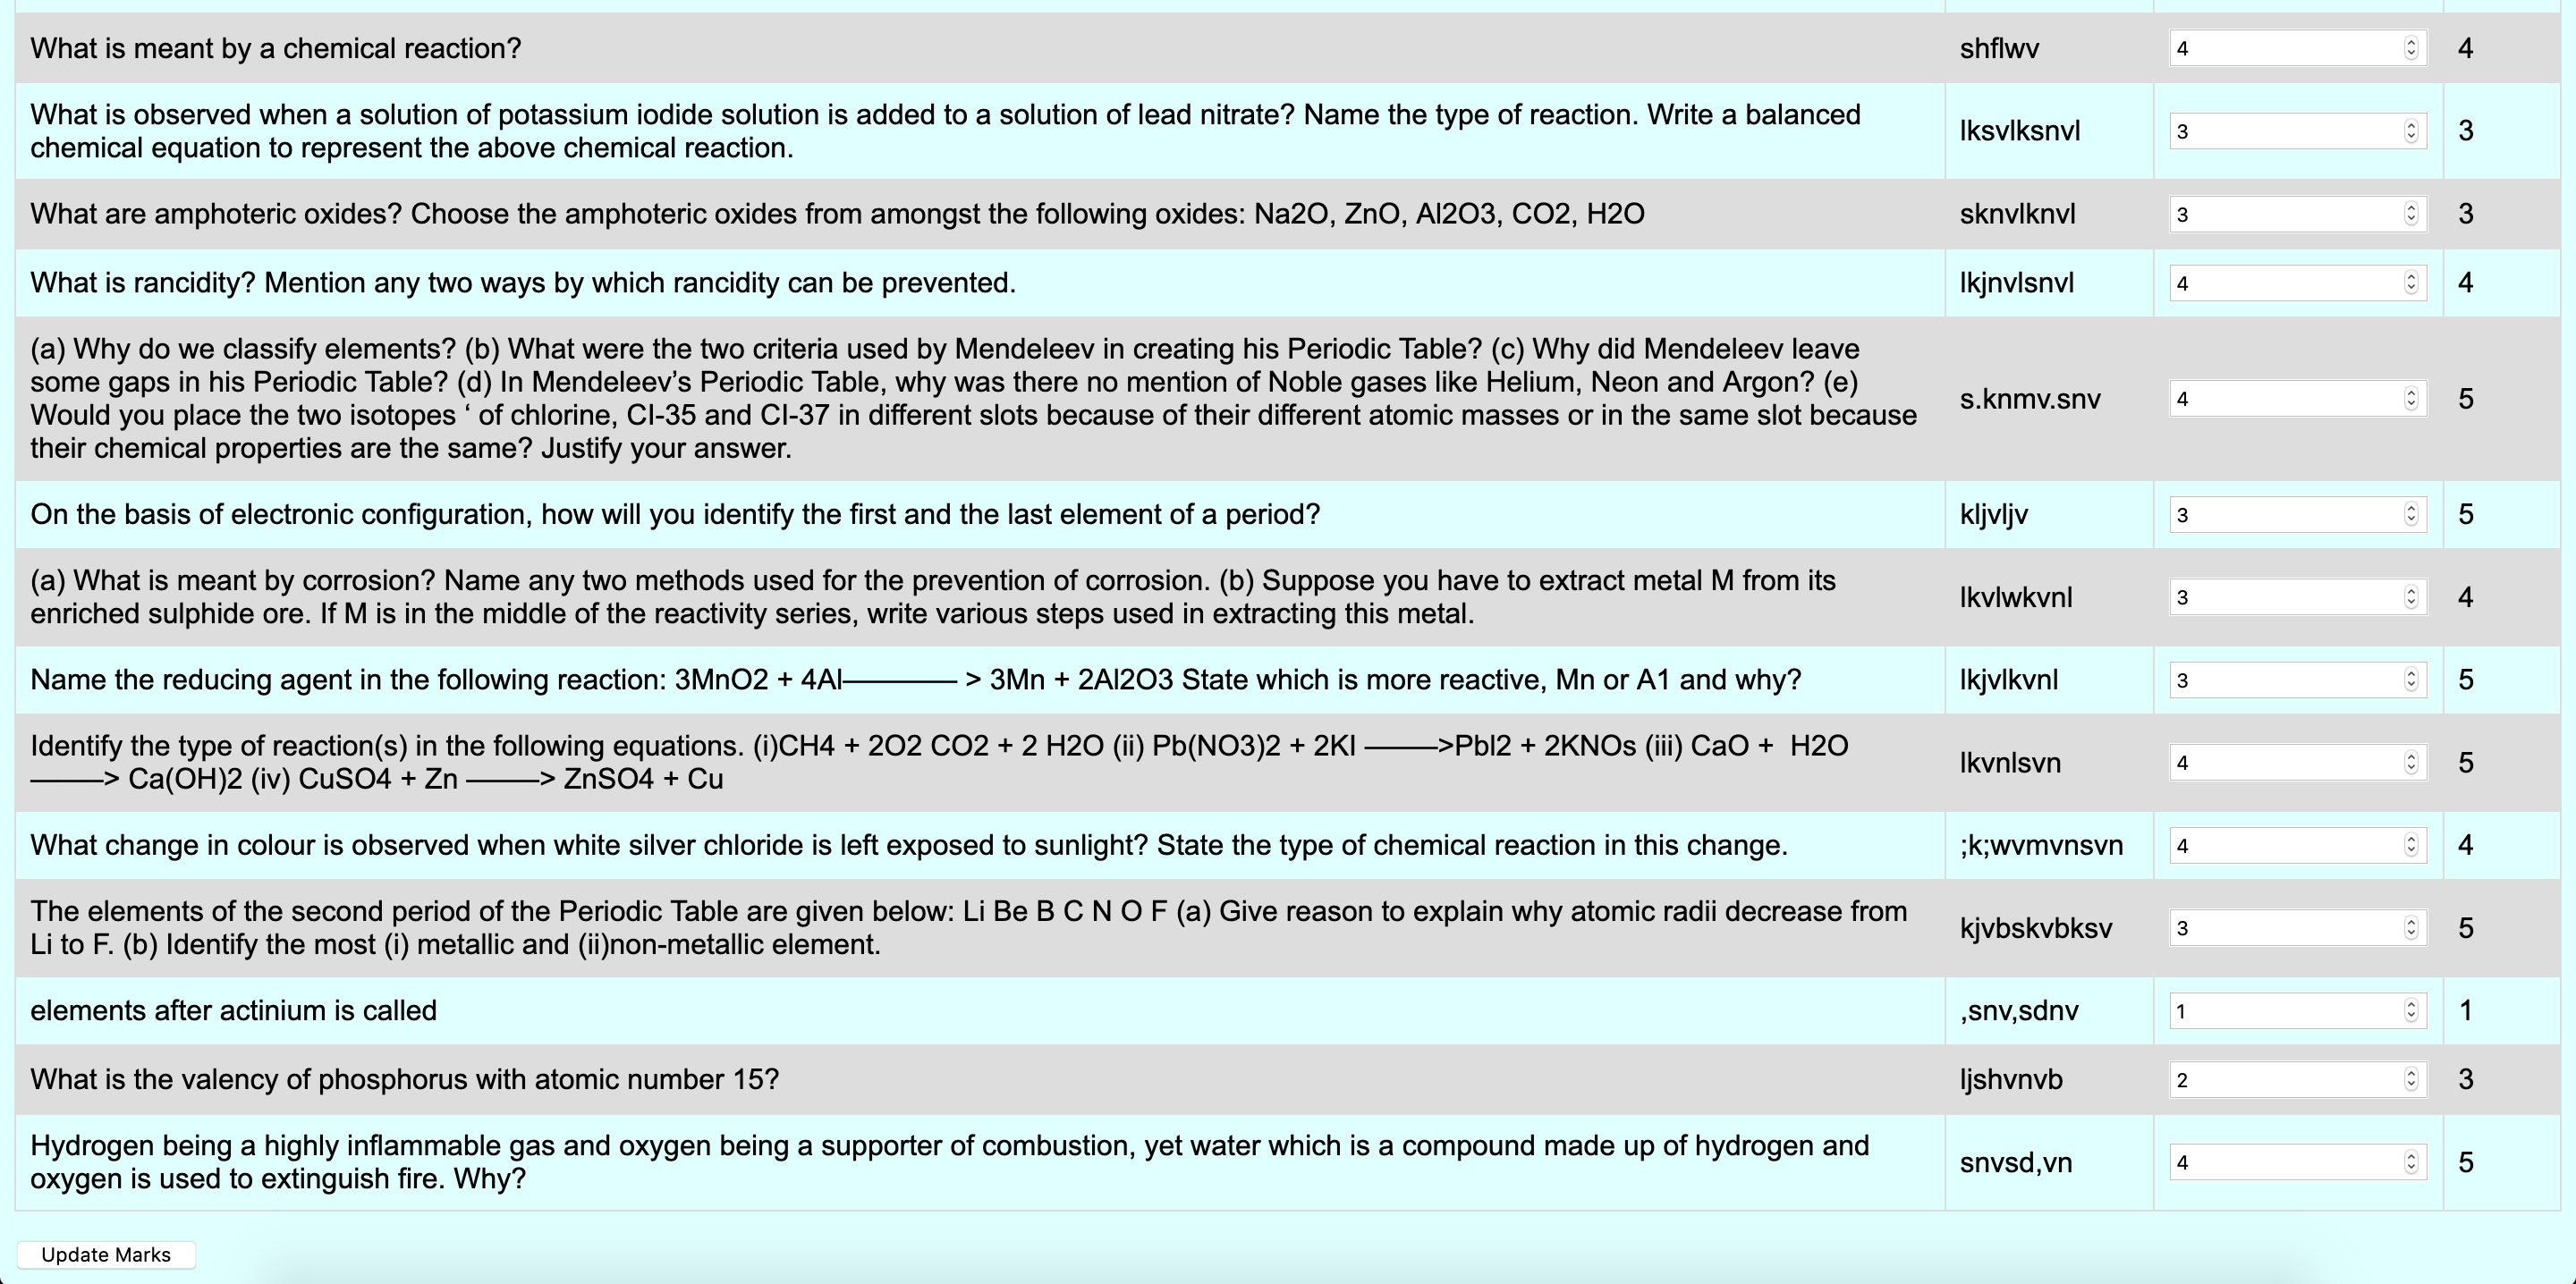 What is meant by a chemical reaction? shflwv 4 4
What is observed when a solution of potassium iodide solution is added to a solution of lead nitrate? Name the type of reaction. Write a balanced
chemical equation to represent the above chemical reaction. lksvlksnvl 3 3
What are amphoteric oxides? Choose the amphoteric oxides from amongst the following oxides: Na2O, ZnO, Al2O3, CO2, H2O sknvlknvl 3 3
What is rancidity? Mention any two ways by which rancidity can be prevented. lkjnvlsnvl 4 4
(a) Why do we classify elements? (b) What were the two criteria used by Mendeleev in creating his Periodic Table? (c) Why did Mendeleev leave
some gaps in his Periodic Table? (d) In Mendeleev’s Periodic Table, why was there no mention of Noble gases like Helium, Neon and Argon? (e)
Would you place the two isotopes ‘ of chlorine, CI-35 and CI-37 in different slots because of their different atomic masses or in the same slot because
their chemical properties are the same? Justify your answer. s.knmv.snv 4 5
On the basis of electronic configuration, how will you identify the first and the last element of a period? kljvljv 3 5
(a) What is meant by corrosion? Name any two methods used for the prevention of corrosion. (b) Suppose you have to extract metal M from its
enriched sulphide ore. If M is in the middle of the reactivity series, write various steps used in extracting this metal. lkvlwkvnl 3 4
Name the reducing agent in the following reaction: 3MnO2 + 4Al———— > 3Mn + 2Al2O3 State which is more reactive, Mn or A1 and why? lkjvlkvnl 3 5
Identify the type of reaction(s) in the following equations. (i)CH4 + 2O2 CO2 + 2 H2O (ii) Pb(NO3)2 + 2KI ———>PbI2 + 2KNOs (iii) CaO + H2O
———> Ca(OH)2 (iv) CuSO4 + Zn ———> ZnSO4 + Cu lkvnlsvn 4 5
What change in colour is observed when white silver chloride is left exposed to sunlight? State the type of chemical reaction in this change. ;k;wvmvnsvn 4 4
The elements of the second period of the Periodic Table are given below: Li Be B C N O F (a) Give reason to explain why atomic radii decrease from
Li to F. (b) Identify the most (i) metallic and (ii)non-metallic element. kjvbskvbksv 3 5
elements after actinium is called ,snv,sdnv 1 1
What is the valency of phosphorus with atomic number 15? ljshvnvb 2 3
Hydrogen being a highly inflammable gas and oxygen being a supporter of combustion, yet water which is a compound made up of hydrogen and
oxygen is used to extinguish fire. Why? snvsd,vn 4 5
Update Marks